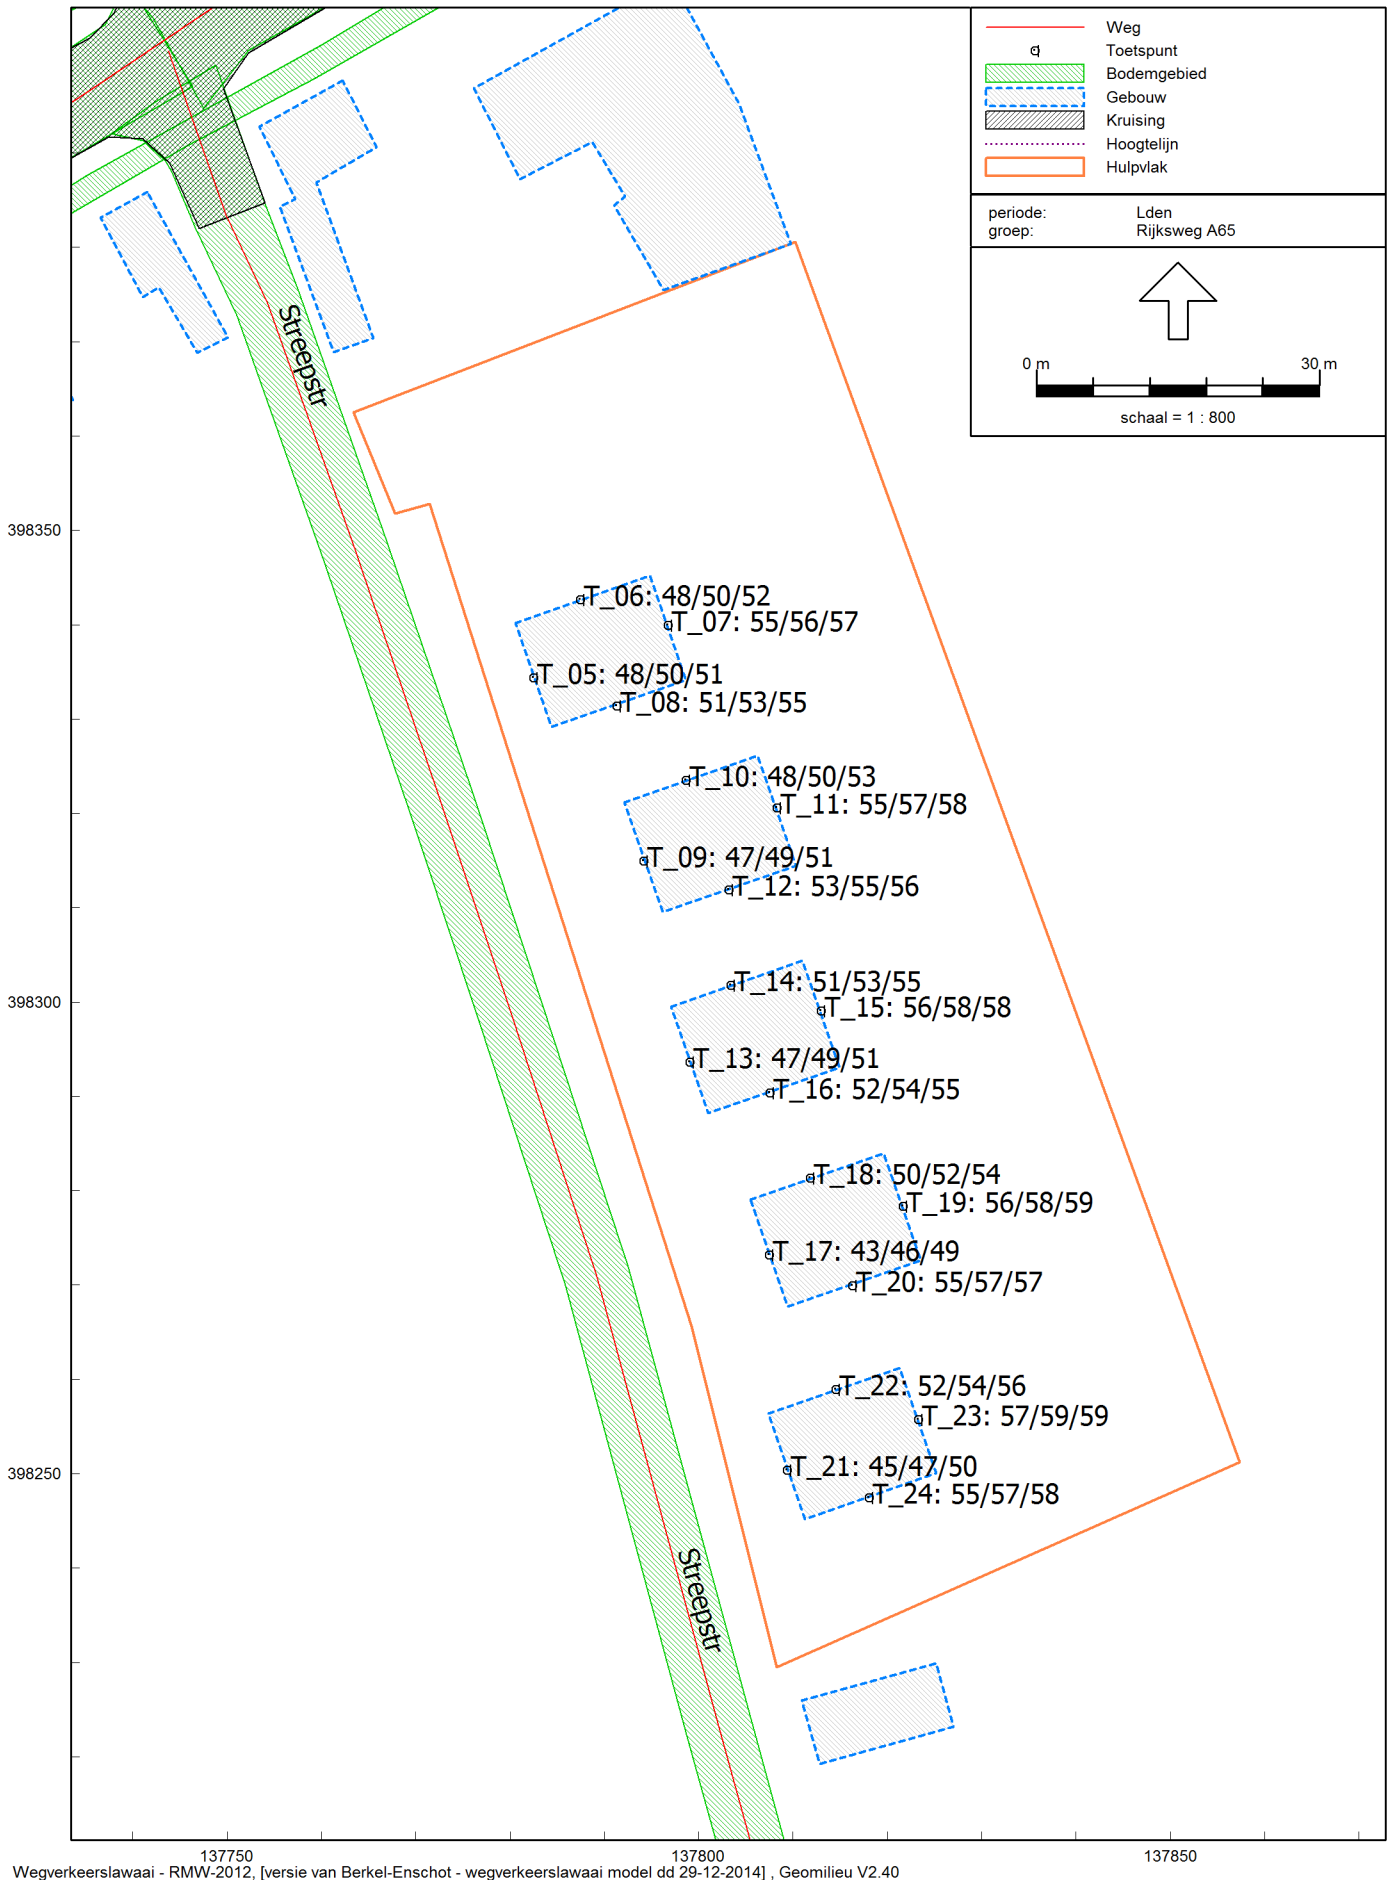 Weg
Toetspunt
Bodemgebied
Gebouw
Kruising
Hoogtelijn
Hulpvlak
periode: Lden
groep: Rijksweg A65
0 m 30 m
schaal = 1 : 800
Streepstr
398350
T_06: 48/50/52
T_07: 55/56/57
T_05: 48/50/51
T_08: 51/53/55
T_10: 48/50/53
T_11: 55/57/58
T_09: 47/49/51
T_12: 53/55/56
T_14: 51/53/55
398300
T_15: 56/58/58
T_13: 47/49/51
T_16: 52/54/55
T_18: 50/52/54
T_19: 56/58/59
T_17: 43/46/49
T_20: 55/57/57
T_22: 52/54/56
T_23: 57/59/59
T_21: 45/47/50
398250
T_24: 55/57/58
Streepstr
137750 137800 137850
Wegverkeerslawaai - RMW-2012, [versie van Berkel-Enschot - wegverkeerslawaai model dd 29-12-2014] , Geomilieu V2.40